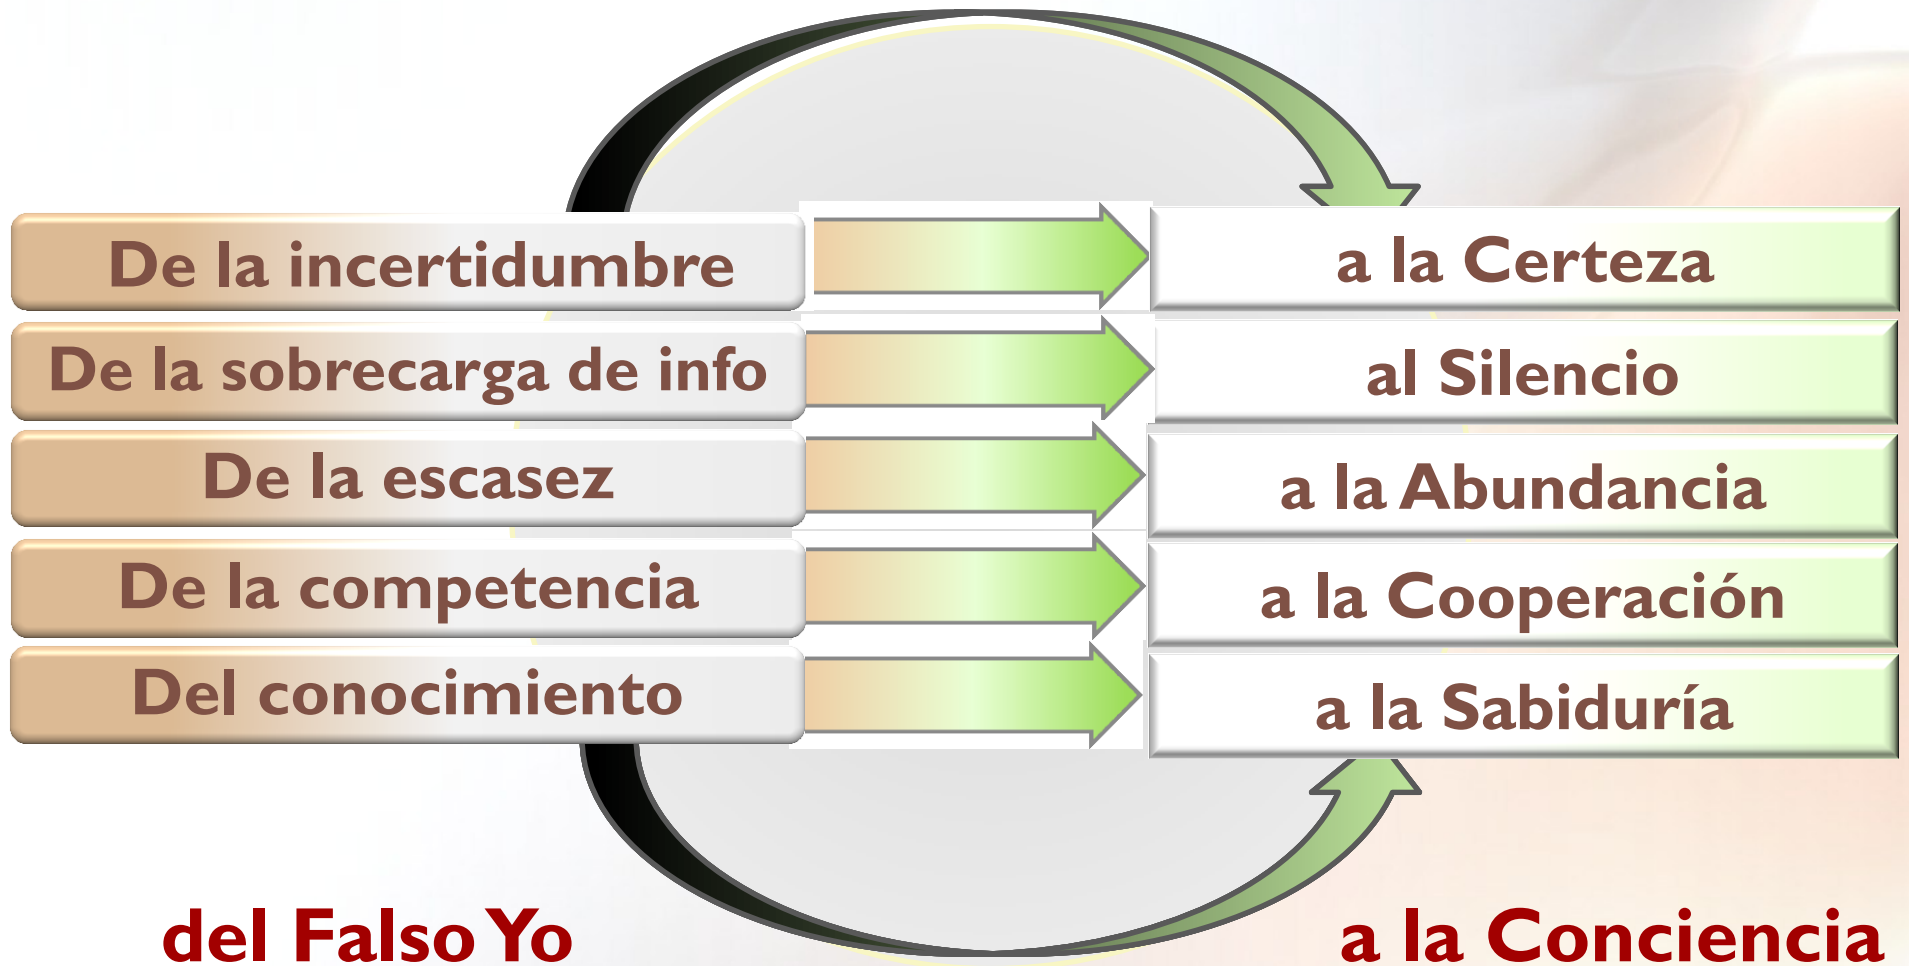 De la incertidumbre
a la Certeza
De la sobrecarga de info
al Silencio
De la escasez
a la Abundancia
De la competencia
a la Cooperación
Del conocimiento
a la Sabiduría
del Falso Yo
a la Conciencia